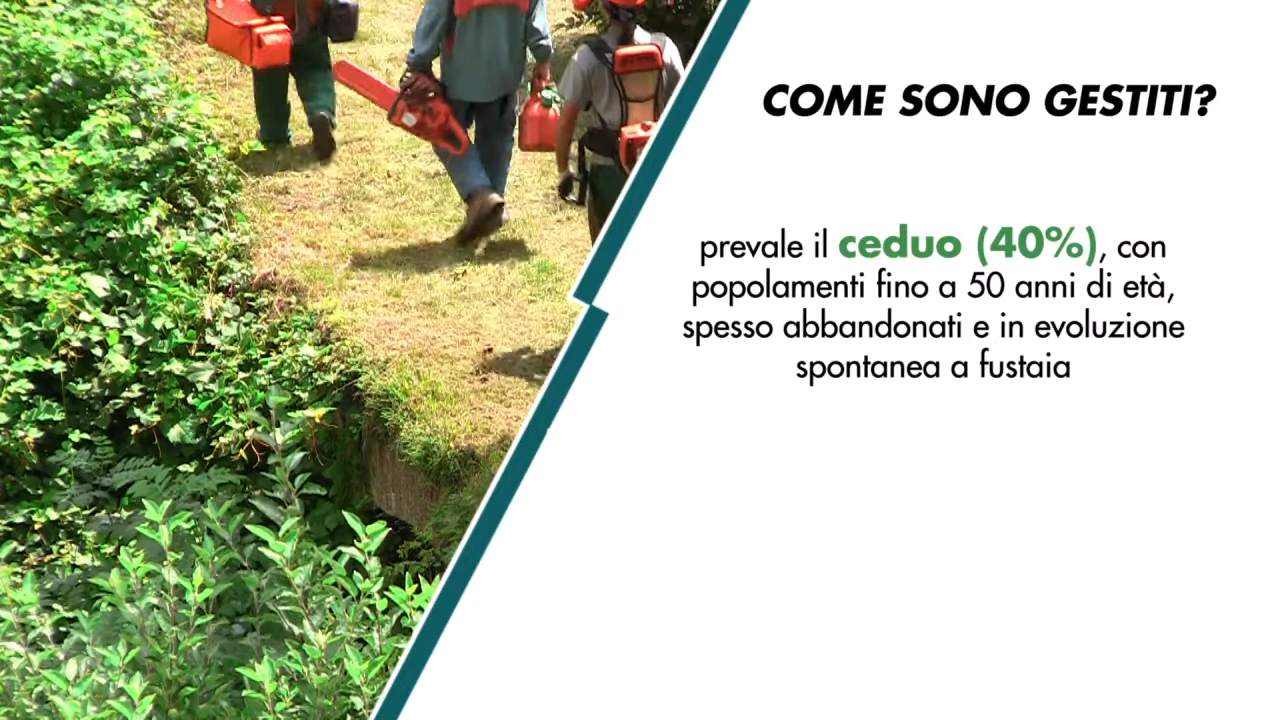 COME SONO GESTITI?
prevale il ceduo (40%), con
popolamenti fino a 50 anni di età,
spesso abbandonati e in evoluzione
spontanea a fustaia